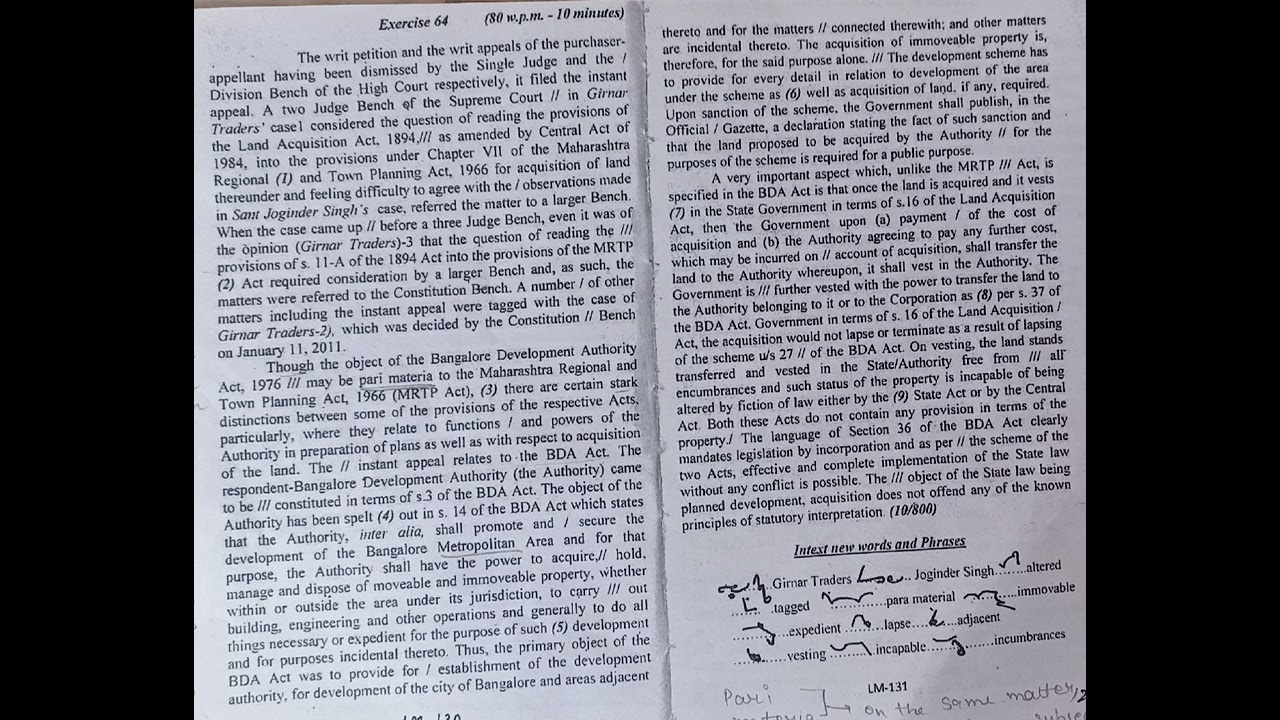 Exercise 64 (80 w.p.m. - 10 minutes)
The writ petition and the writ appeals of the purchaser-
appellant having been dismissed by the Single Judge and the /
Division Bench of the High Court respectively, it filed the instant
appeal. A two Judge Bench of the Supreme Court // in Girnar
Traders' case1 considered the question of reading the provisions of
the Land Acquisition Act, 1894,/// as amended by Central Act of
1984, into the provisions under Chapter VII of the Maharashtra
Regional (1) and Town Planning Act, 1966 for acquisition of land
thereunder and feeling difficulty to agree with the / observations made
in Sant Joginder Singh's case, referred the matter to a larger Bench.
When the case came up // before a three Judge Bench, even it was of
the opinion (Girnar Traders)-3 that the question of reading the ///
provisions of s. 11-A of the 1894 Act into the provisions of the MRTP
(2) Act required consideration by a larger Bench and, as such, the
matters were referred to the Constitution Bench. A number / of other
matters including the instant appeal were tagged with the case of
Girnar Traders-2), which was decided by the Constitution // Bench
on January 11, 2011.
Though the object of the Bangalore Development Authority
Act, 1976 /// may be pari materia to the Maharashtra Regional and
Town Planning Act, 1966 (MRTP Act), (3) there are certain stark
distinctions between some of the provisions of the respective Acts,
particularly, where they relate to functions / and powers of the
Authority in preparation of plans as well as with respect to acquisition
of the land. The // instant appeal relates to the BDA Act. The
respondent-Bangalore Development Authority (the Authority) came
to be /// constituted in terms of s.3 of the BDA Act. The object of the
Authority has been spelt (4) out in s. 14 of the BDA Act which states
that the Authority, inter alia, shall promote and / secure the
development of the Bangalore Metropolitan Area and for that
purpose, the Authority shall have the power to acquire,// hold,
manage and dispose of moveable and immoveable property, whether
within or outside the area under its jurisdiction, to carry /// out
building, engineering and other operations and generally to do all
things necessary or expedient for the purpose of such (5) development
and for purposes incidental thereto. Thus, the primary object of the
BDA Act was to provide for / establishment of the development
authority, for development of the city of Bangalore and areas adjacent
LM-130
thereto and for the matters // connected therewith; and other matters
are incidental thereto. The acquisition of immoveable property is,
therefore, for the said purpose alone. /// The development scheme has
to provide for every detail in relation to development of the area
under the scheme as (6) well as acquisition of land, if any, required.
Upon sanction of the scheme, the Government shall publish, in the
Official / Gazette, a declaration stating the fact of such sanction and
that the land proposed to be acquired by the Authority // for the
purposes of the scheme is required for a public purpose.
A very important aspect which, unlike the MRTP /// Act, is
specified in the BDA Act is that once the land is acquired and it vests
(7) in the State Government in terms of s.16 of the Land Acquisition
Act, then the Government upon (a) payment / of the cost of
acquisition and (b) the Authority agreeing to pay any further cost,
which may be incurred on // account of acquisition, shall transfer the
land to the Authority whereupon, it shall vest in the Authority. The
Government is /// further vested with the power to transfer the land to
the Authority belonging to it or to the Corporation as (8) per s. 37 of
the BDA Act. Government in terms of s. 16 of the Land Acquisition /
Act, the acquisition would not lapse or terminate as a result of lapsing
of the scheme u/s 27 // of the BDA Act. On vesting, the land stands
transferred and vested in the State/Authority free from /// all
encumbrances and such status of the property is incapable of being
altered by fiction of law either by the (9) State Act or by the Central
Act. Both these Acts do not contain any provision in terms of the
property./ The language of Section 36 of the BDA Act clearly
mandates legislation by incorporation and as per // the scheme of the
two Acts, effective and complete implementation of the State law
without any conflict is possible. The /// object of the State law being
planned development, acquisition does not offend any of the known
principles of statutory interpretation. (10/800)
Intext new words and Phrases
Girnar Traders ..... Joginder Singh ..... altered
..... tagged ..... para material ..... immovable
..... expedient ..... lapse ..... adjacent
..... vesting ..... incapable ..... incumbrances
LM-131
Pari
on the same matter,